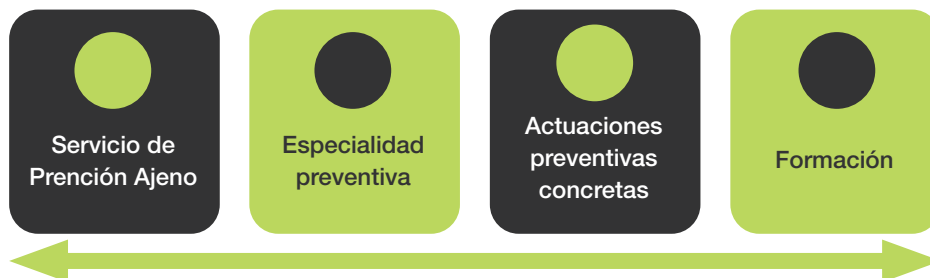 Servicio de
Prención Ajeno
Especialidad
preventiva
Actuaciones
preventivas
concretas
Formación